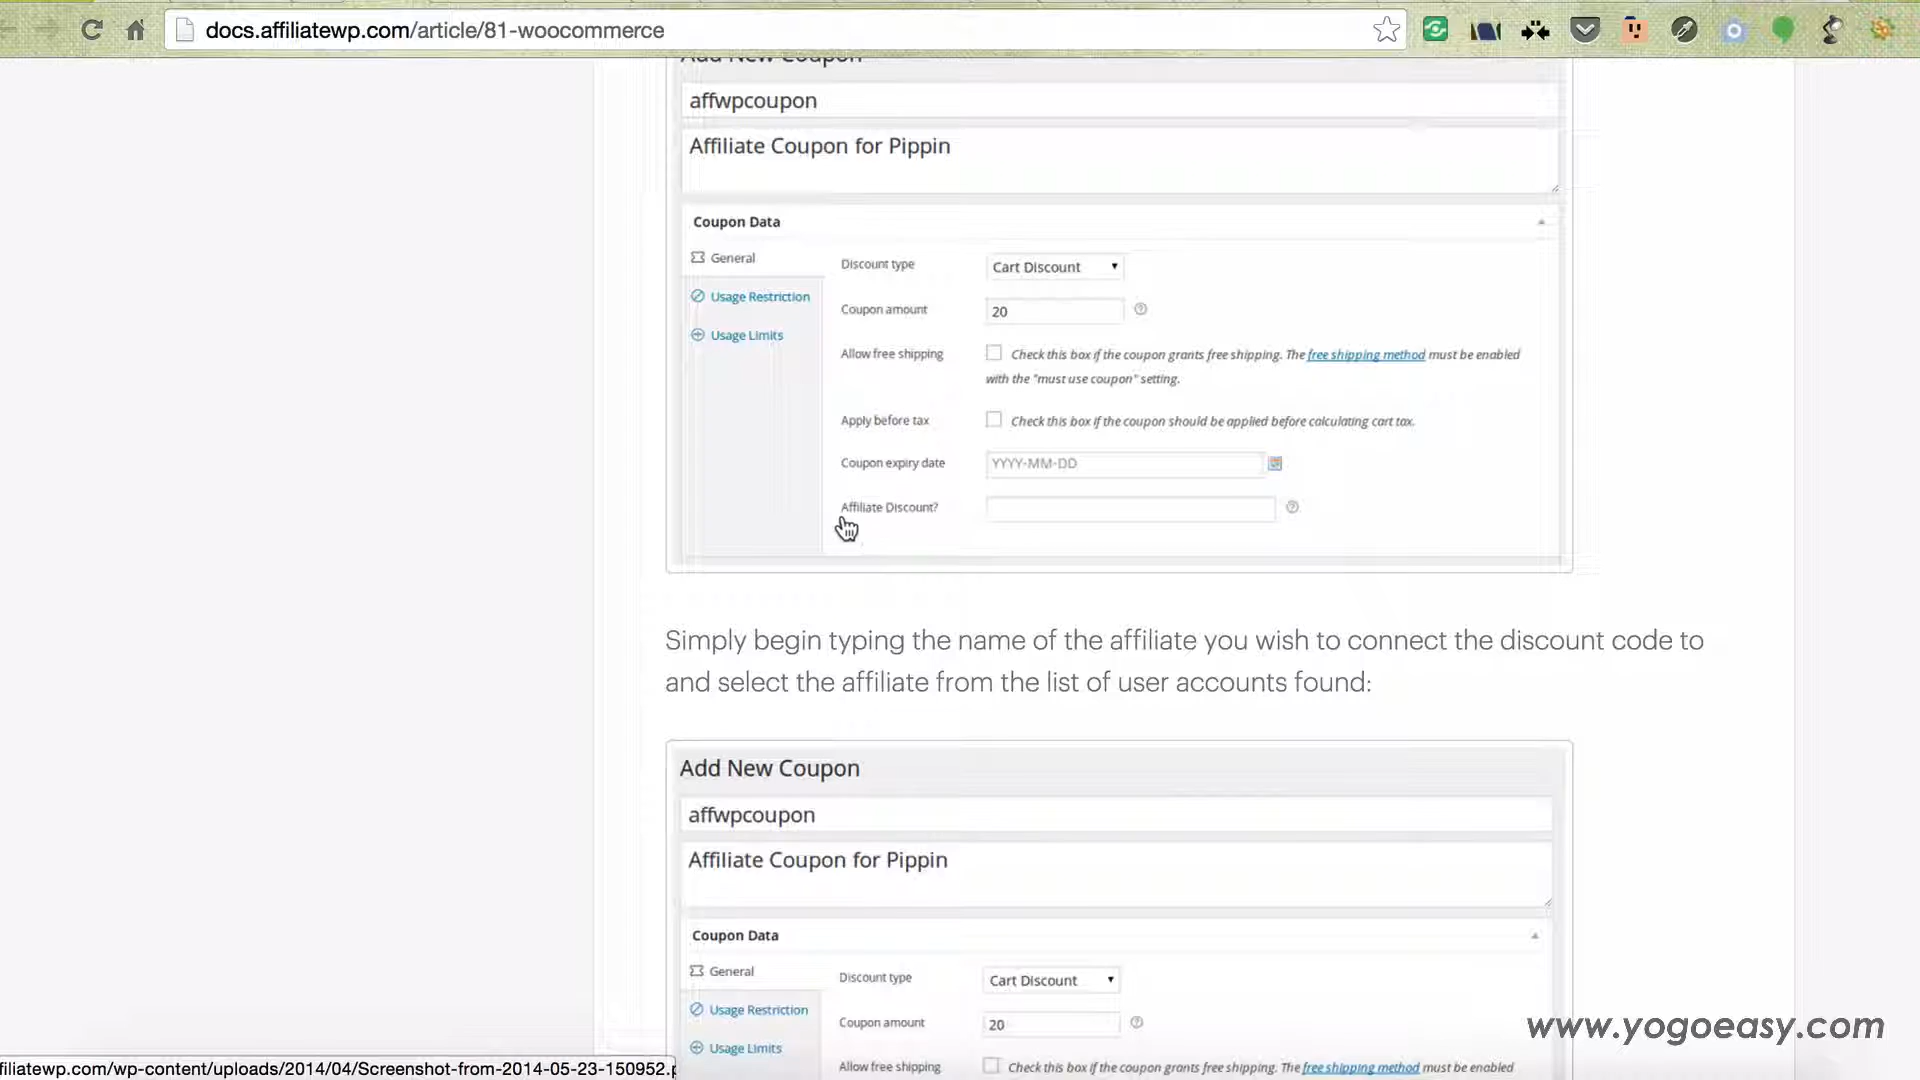 docs.affiliatewp.com/article/81-woocommerce
Add New Coupon
affwpcoupon
Affiliate Coupon for Pippin
Coupon Data
General
Discount type
Cart Discount
Usage Restriction
Coupon amount
20
Usage Limits
Allow free shipping
Check this box if the coupon grants free shipping. The free shipping method must be enabled
with the "must use coupon" setting.
Apply before tax
Check this box if the coupon should be applied before calculating cart tax.
Coupon expiry date
YYYY-MM-DD
Affiliate Discount?
Simply begin typing the name of the affiliate you wish to connect the discount code to
and select the affiliate from the list of user accounts found:
Add New Coupon
affwpcoupon
Affiliate Coupon for Pippin
Coupon Data
General
Discount type
Cart Discount
Usage Restriction
Coupon amount
20
www.yogoeasy.com
Usage Limits
Allow free shipping
Check this box if the coupon grants free shipping. The free shipping method must be enabled
filiatewp.com/wp-content/uploads/2014/04/Screenshot-from-2014-05-23-150952.p